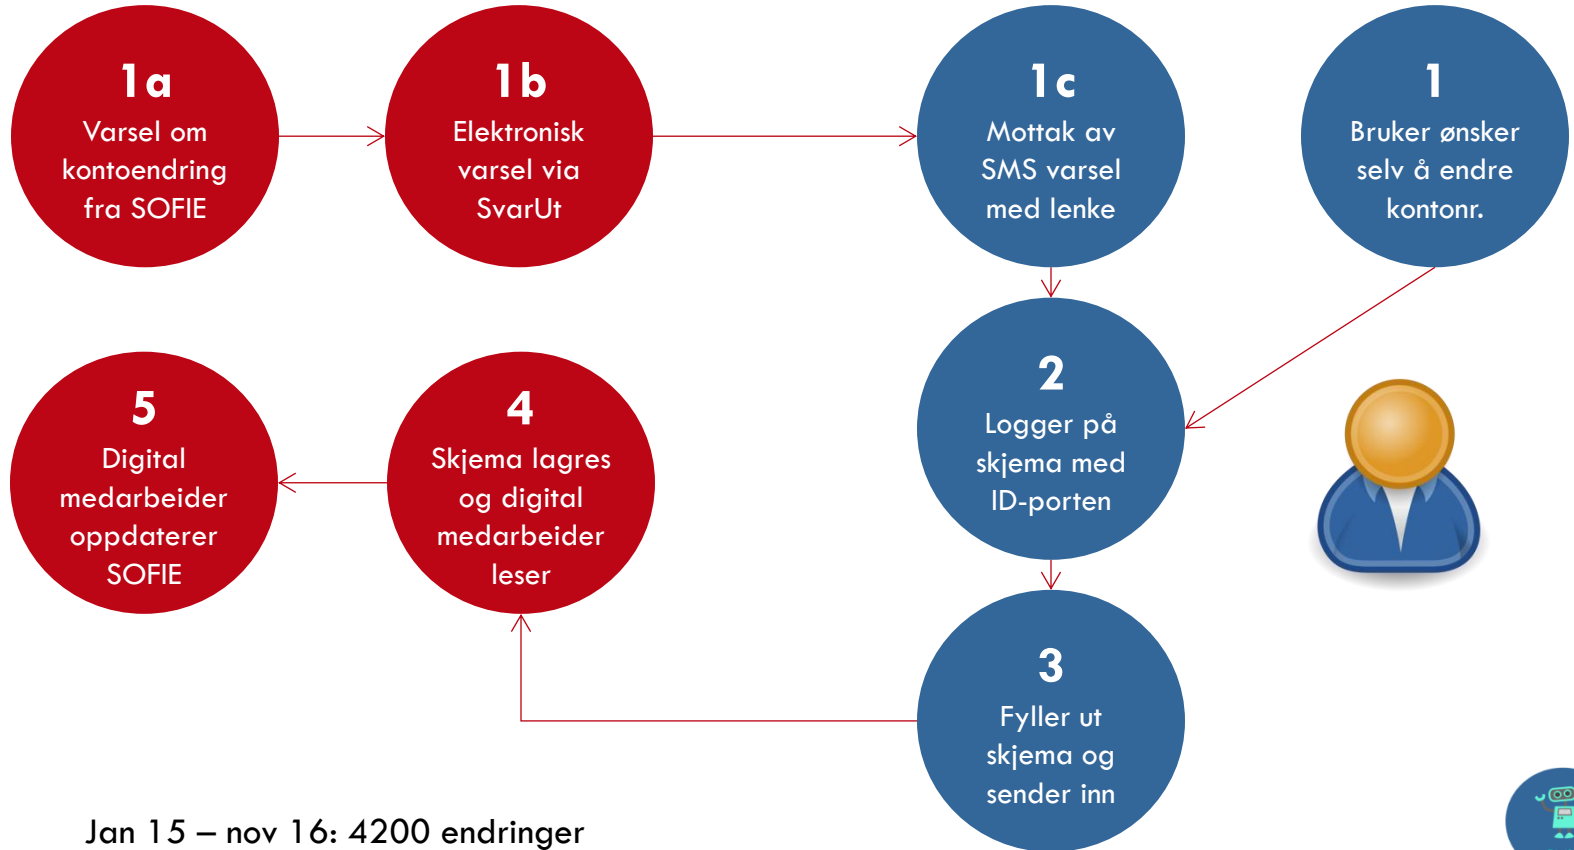 1a
Varsel om
kontoendring
fra SOFIE
1b
Elektronisk
varsel via
SvarUt
1c
Mottak av
SMS varsel
med lenke
1
Bruker ønsker
selv å endre
kontonr.
2
Logger på
skjema med
ID-porten
3
Fyller ut
skjema og
sender inn
4
Skjema lagres
og digital
medarbeider
leser
5
Digital
medarbeider
oppdaterer
SOFIE
Jan 15 – nov 16: 4200 endringer